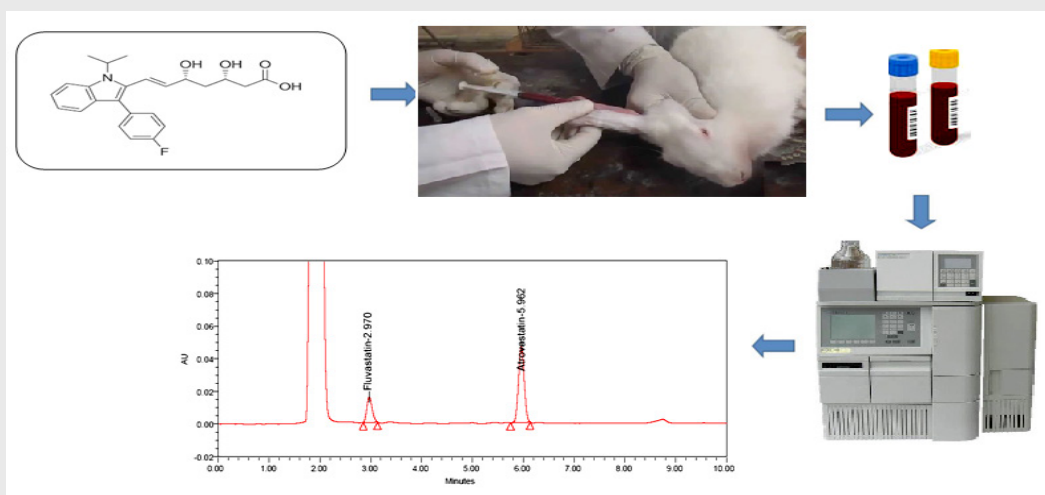 OH OH O
N
OH
F
0.10
0.08
0.06
0.04
0.02
0.00
-0.02
AU
Fluvastatin-2.970
Atrovastatin-5.962
0.00 1.00 2.00 3.00 4.00 5.00 6.00 7.00 8.00 9.00 10.00
Minutes